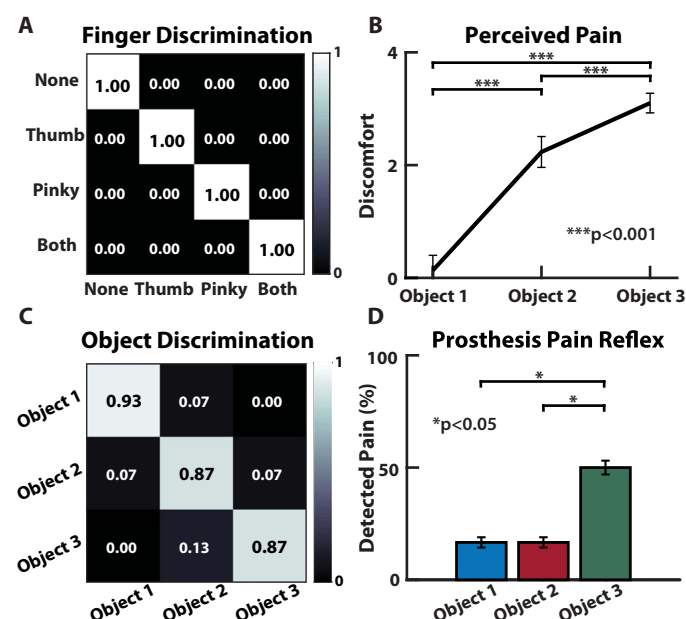 A
Finger Discrimination
None 1.00 0.00 0.00 0.00
Thumb 0.00 1.00 0.00 0.00
Pinky 0.00 0.00 1.00 0.00
Both 0.00 0.00 0.00 1.00
None Thumb Pinky Both
1
0
B
Perceived Pain
Discomfort
4
2
0
***
***
***
***p<0.001
Object 1 Object 2 Object 3
C
Object Discrimination
Object 1 0.93 0.07 0.00
Object 2 0.07 0.87 0.07
Object 3 0.00 0.13 0.87
Object 1 Object 2 Object 3
1
0
D
Prosthesis Pain Reflex
Detected Pain (%)
100
50
0
*
*
*p<0.05
Object 1 Object 2 Object 3